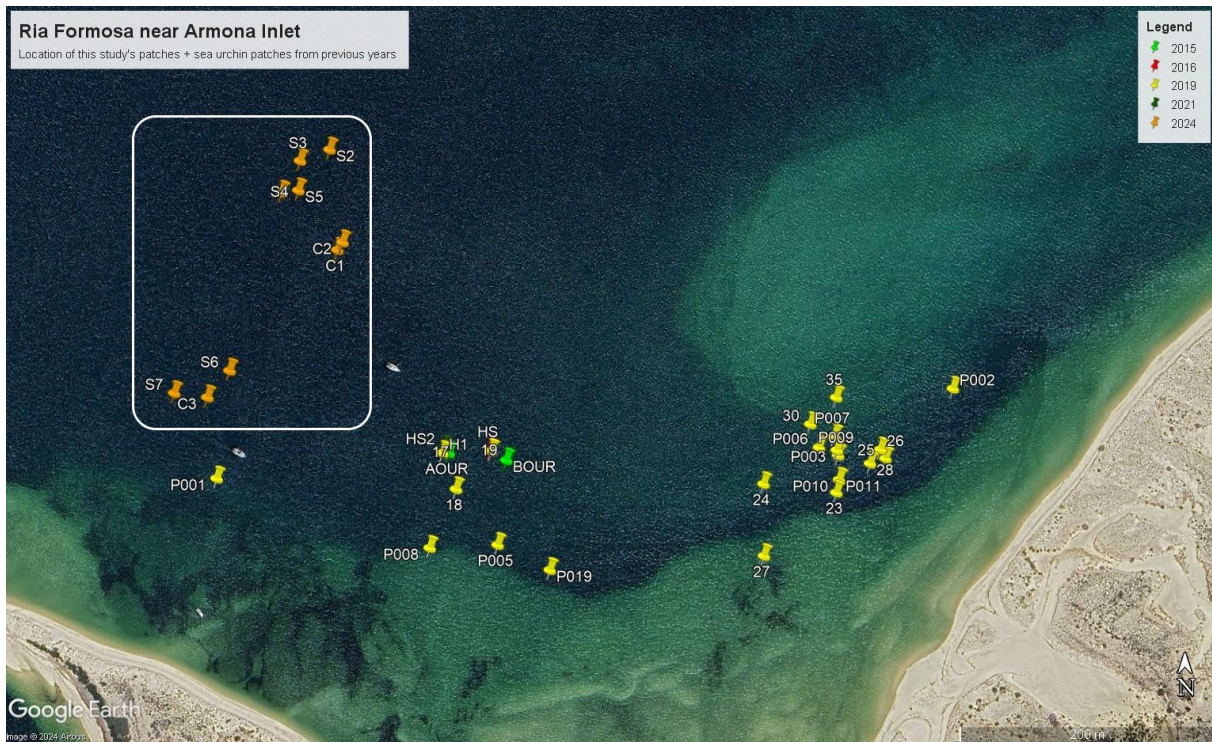 Ria Formosa near Armona Inlet
Location of this study's patches + sea urchin patches from previous years
Legend
2015
2016
2019
2021
2024
S3
S2
S4
S5
C2
C1
S6
S7
C3
P001
HS2
H1
17
AOUR
HS
19
BOUR
18
P008
P005
P019
35
P002
30
P007
P006
P009
P003
25
26
28
24
P010
P011
23
27
N
Google Earth
Image © 2024 Airbus
200 m